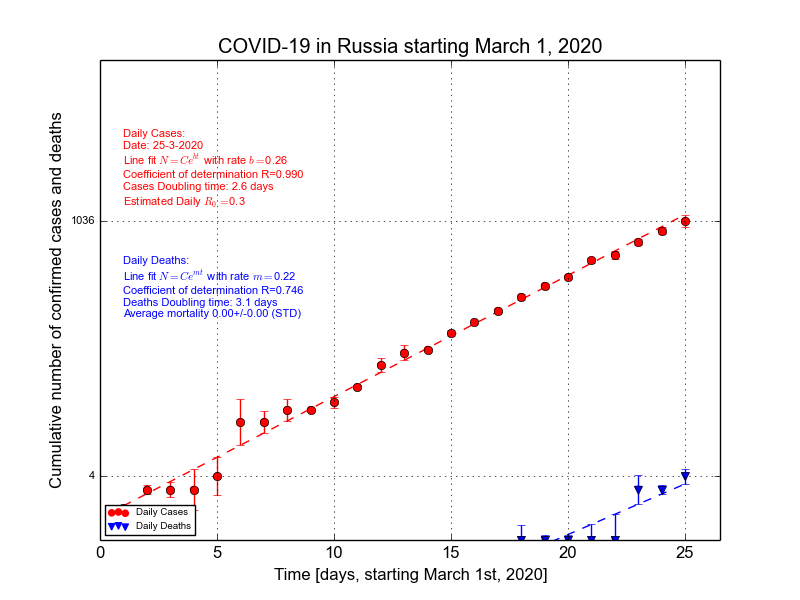 COVID-19 in Russia starting March 1, 2020
Cumulative number of confirmed cases and deaths
Daily Cases:
Date: 25-3-2020
Line fit N = Ce^{bt} with rate b =0.26
Coefficient of determination R=0.990
Cases Doubling time: 2.6 days
Estimated Daily R_0 =0.3
1036
Daily Deaths:
Line fit N = Ce^{mt} with rate m =0.22
Coefficient of determination R=0.746
Deaths Doubling time: 3.1 days
Average mortality 0.00+/-0.00 (STD)
4
Daily Cases
Daily Deaths
0 5 10 15 20 25
Time [days, starting March 1st, 2020]